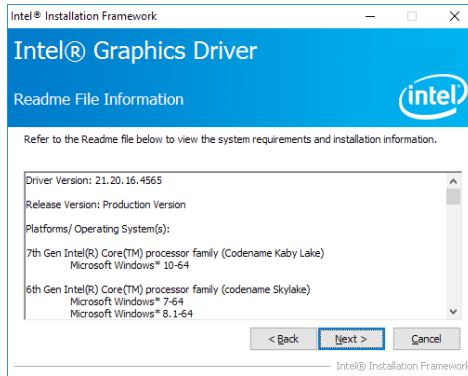 Intel® Installation Framework
Intel® Graphics Driver
Readme File Information
intel
Refer to the Readme file below to view the system requirements and installation information.
Driver Version: 21.20.16.4565
Release Version: Production Version
Platforms/ Operating System(s):
7th Gen Intel(R) Core(TM) processor family (Codename Kaby Lake)
Microsoft Windows* 10-64
6th Gen Intel(R) Core(TM) processor family (codename Skylake)
Microsoft Windows* 7-64
Microsoft Windows* 8.1-64
< Back Next > Cancel
Intel® Installation Framework